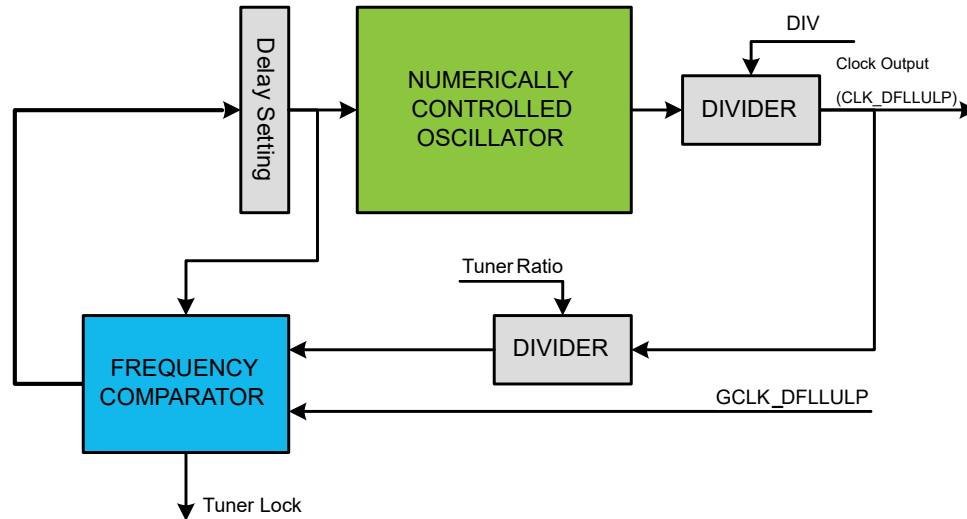 DIV
Clock Output
(CLK_DFLLULP)
Delay Setting
NUMERICALLY
CONTROLLED
OSCILLATOR
DIVIDER
Tuner Ratio
DIVIDER
FREQUENCY
COMPARATOR
GCLK_DFLLULP
Tuner Lock